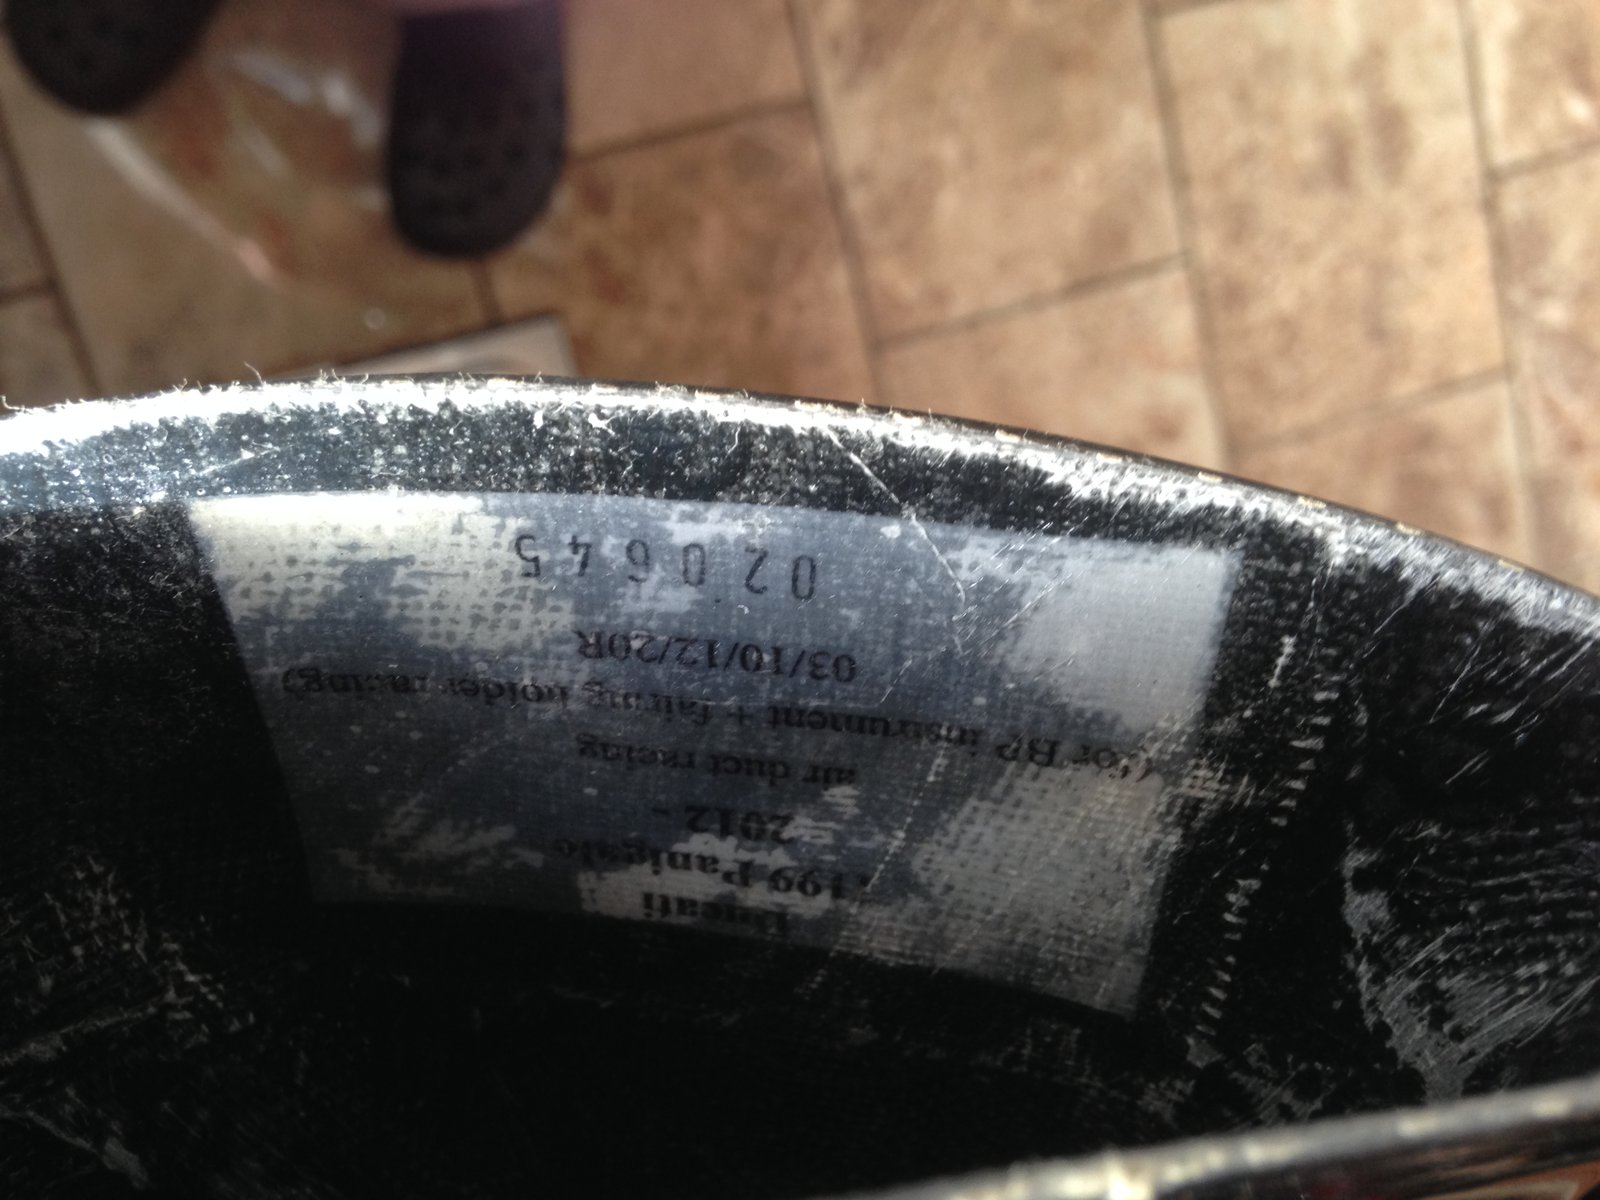 Ducati
1199 Panigale
2012 -
air duct racing
(for BP instrument + fairing holder racing)
03/10/12/20R
020645